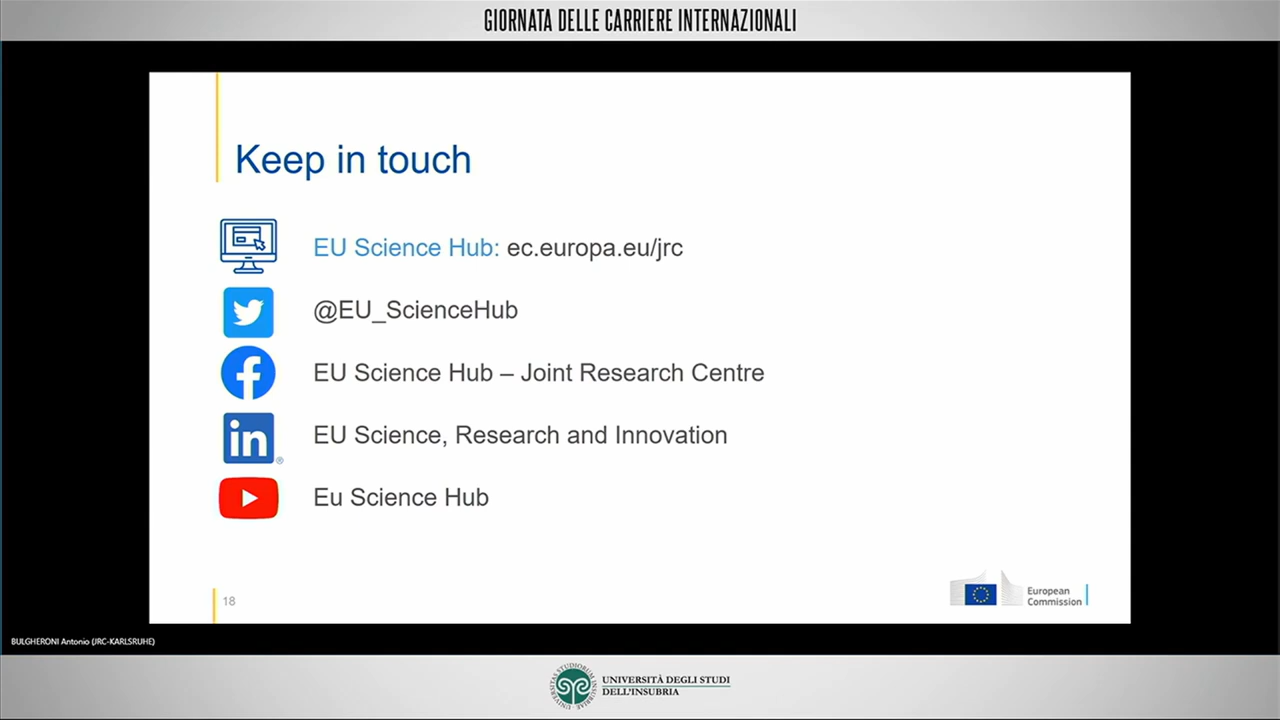 GIORNATA DELLE CARRIERE INTERNAZIONALI
Keep in touch
EU Science Hub: ec.europa.eu/jrc
@EU_ScienceHub
EU Science Hub – Joint Research Centre
in®
EU Science, Research and Innovation
Eu Science Hub
18
European
Commission
BULGHERONI Antonio (JRC-KARLSRUHE)
UNIVERSITÀ DEGLI STUDI
DELL'INSUBRIA